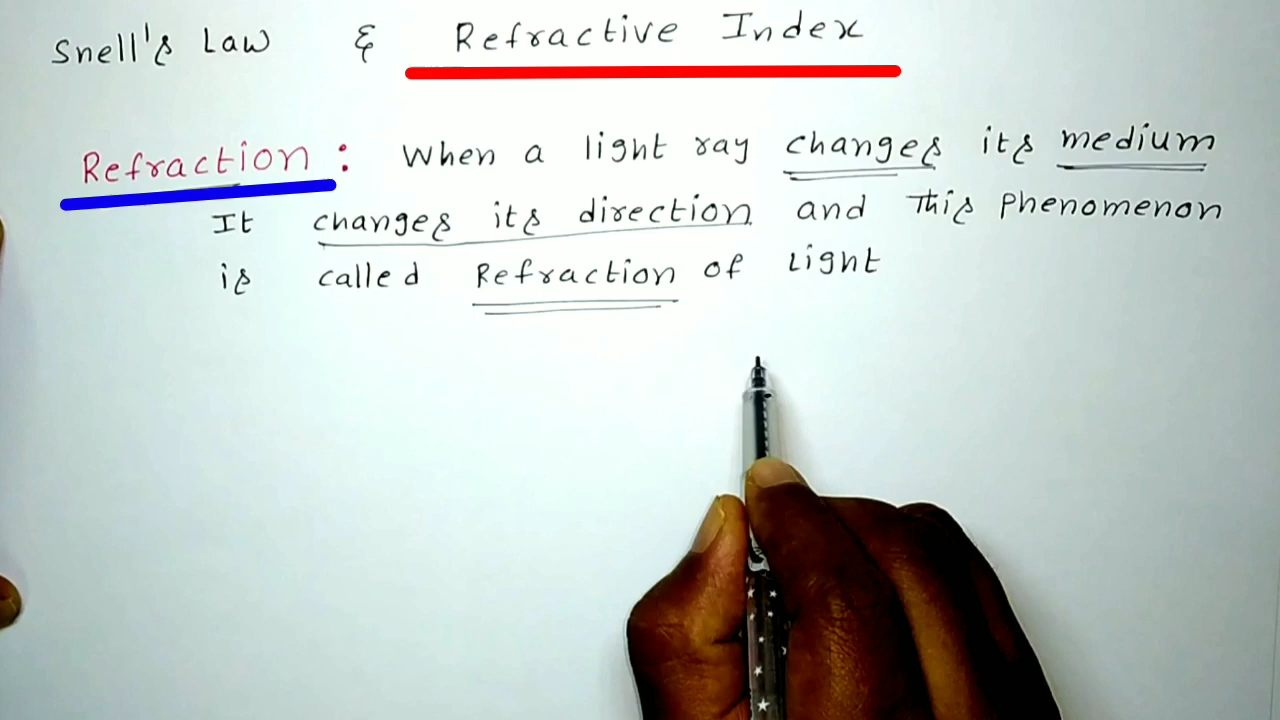 Snell's Law & Refractive Index
Refraction : When a light ray changes its medium
It changes its direction and This Phenomenon
is called Refraction of Light